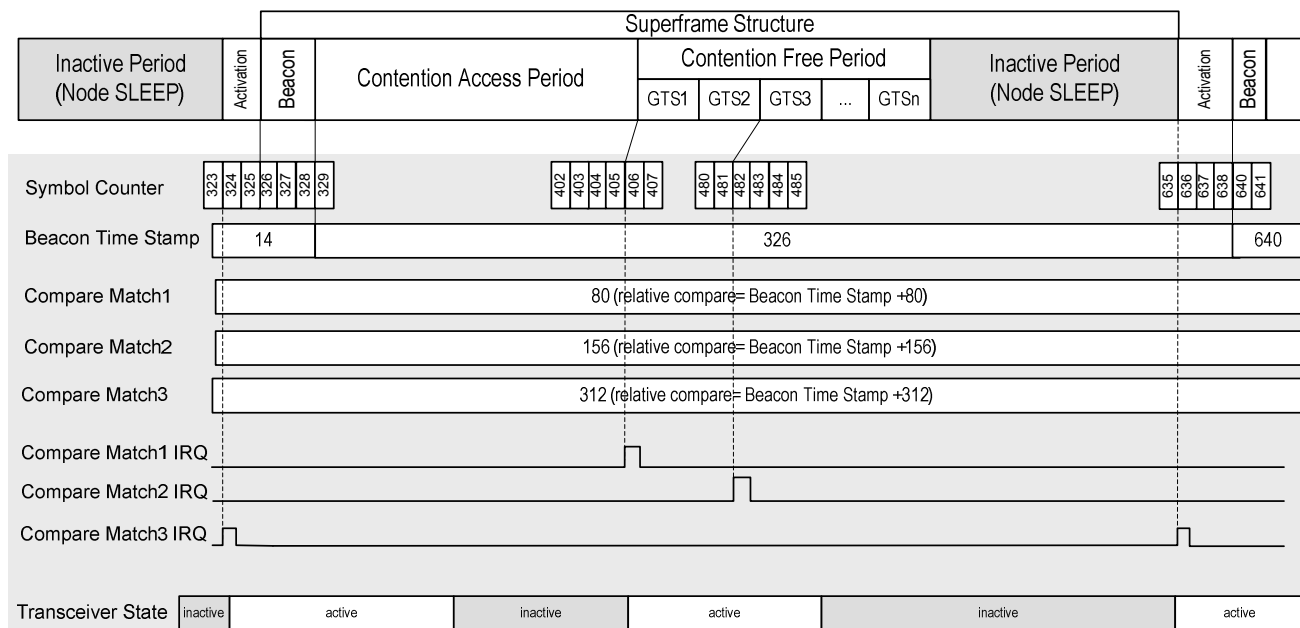 Superframe Structure
Inactive Period
(Node SLEEP)
Activation
Beacon
Contention Access Period
Contention Free Period
GTS1
GTS2
GTS3
...
GTSn
Inactive Period
(Node SLEEP)
Activation
Beacon
Symbol Counter
323
324
325
326
327
328
329
402
403
404
405
406
407
480
481
482
483
484
485
635
636
637
638
640
641
Beacon Time Stamp
14
326
640
Compare Match1
80 (relative compare= Beacon Time Stamp +80)
Compare Match2
156 (relative compare= Beacon Time Stamp +156)
Compare Match3
312 (relative compare= Beacon Time Stamp +312)
Compare Match1 IRQ
Compare Match2 IRQ
Compare Match3 IRQ
Transceiver State
inactive
active
inactive
active
inactive
active